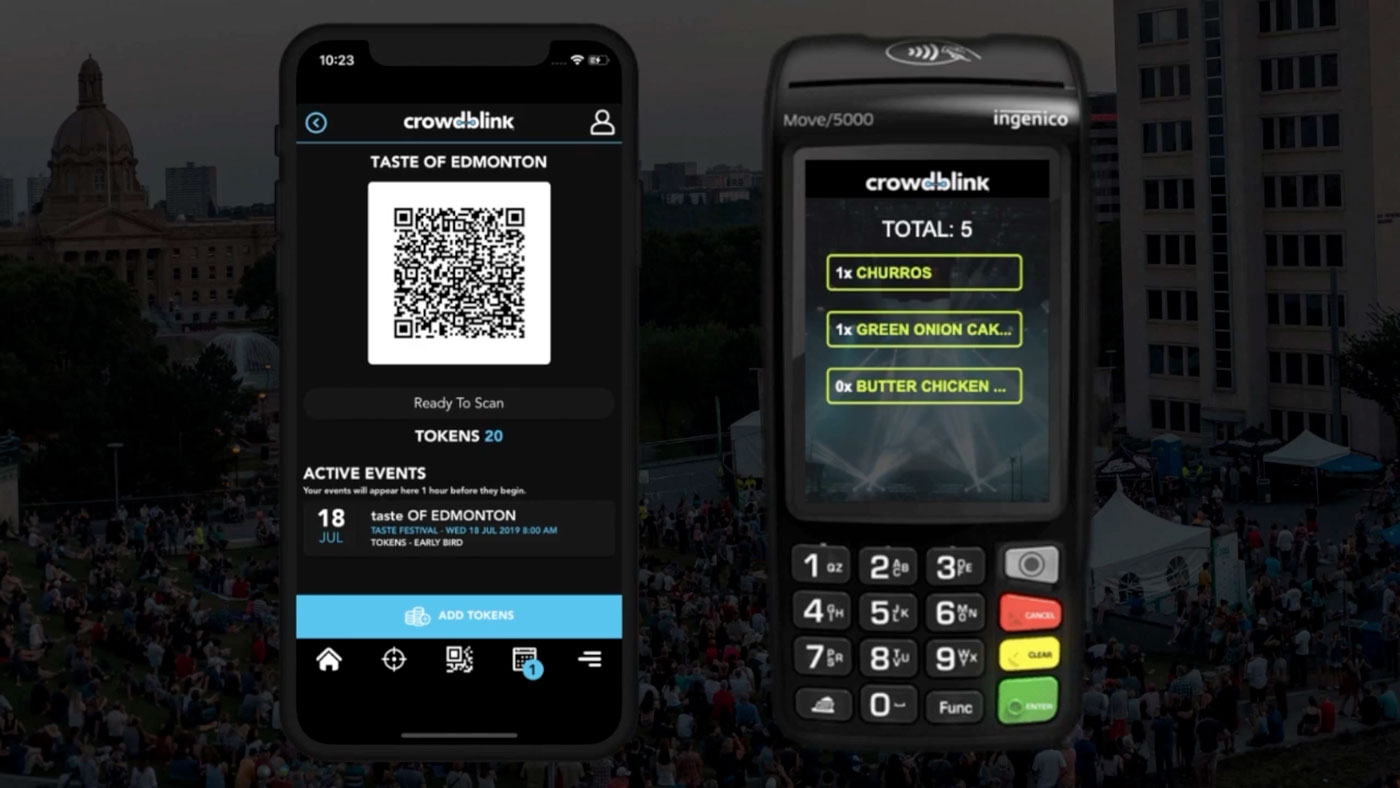 10:23
crowdblink
TASTE OF EDMONTON
Ready To Scan
TOKENS 20
ACTIVE EVENTS
Your events will appear here 1 hour before they begin.
18
JUL
taste OF EDMONTON
TASTE FESTIVAL - WED 18 JUL 2019 8:00 AM
TOKENS - EARLY BIRD
ADD TOKENS
1
Move/5000
ingenico
crowdblink
TOTAL: 5
1x CHURROS
1x GREEN ONION CAK...
0x BUTTER CHICKEN ...
1 QZ 2 ABC 3 DEF
4 GHI 5 JKL 6 MNO CANCEL
7 PRS 8 TUV 9 WXY CLEAR
0 Func ENTER